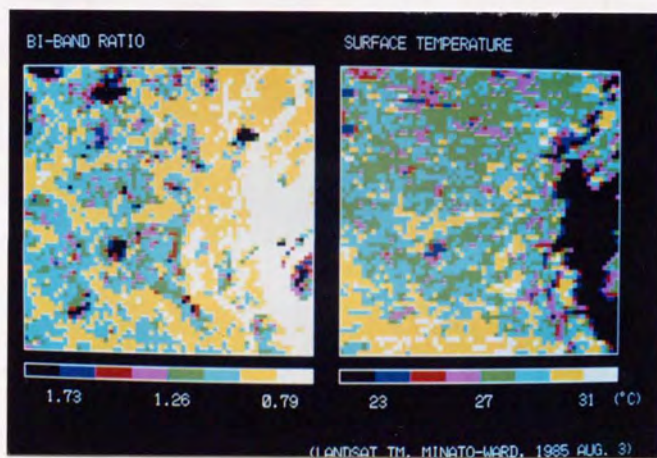 BI-BAND RATIO
SURFACE TEMPERATURE
1.73 1.26 0.79
23 27 31 (°C)
(LANDSAT TM, MINATO-WARD, 1985 AUG. 3)